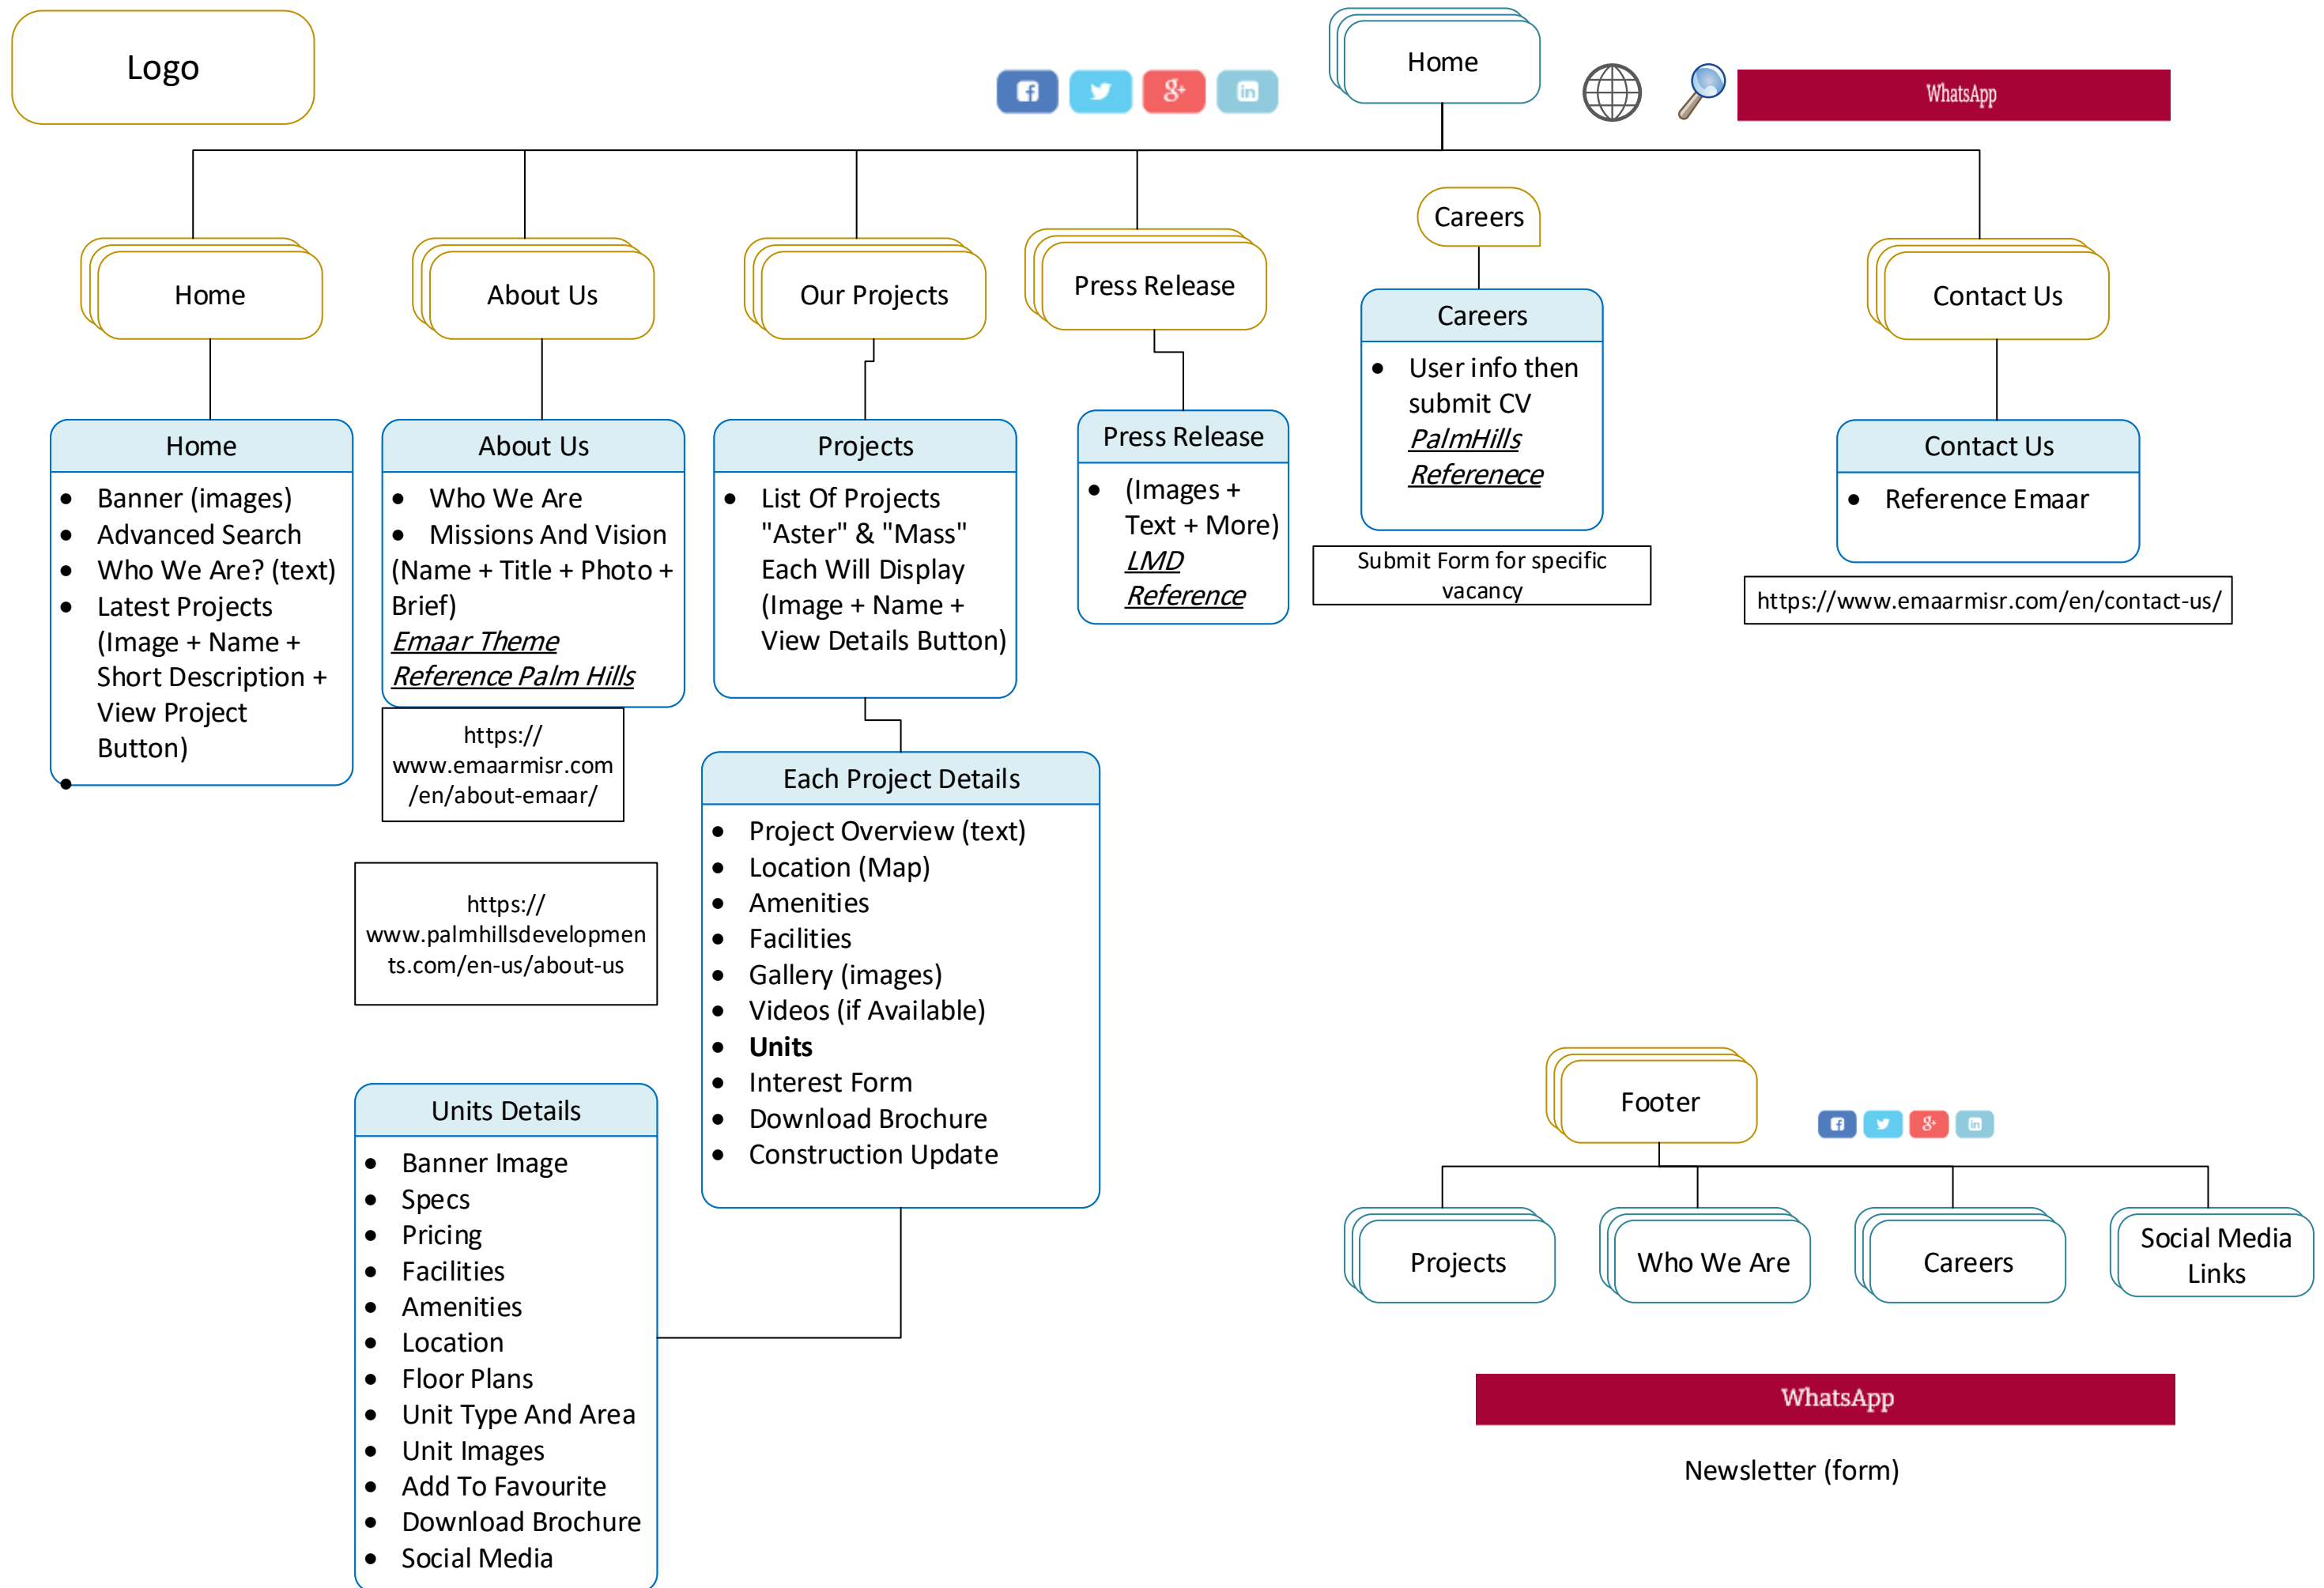 Logo
Home
WhatsApp
Careers
Home
About Us
Our Projects
Press Release
Contact Us
Home
• Banner (images)
• Advanced Search
• Who We Are? (text)
• Latest Projects
(Image + Name +
Short Description +
View Project
Button)
•
About Us
• Who We Are
• Missions And Vision
(Name + Title + Photo +
Brief)
Emaar Theme
Reference Palm Hills
https://
www.emaarmisr.com
/en/about-emaar/
https://
www.palmhillsdevelopmen
ts.com/en-us/about-us
Projects
• List Of Projects
"Aster" & "Mass"
Each Will Display
(Image + Name +
View Details Button)
Press Release
• (Images +
Text + More)
LMD
Reference
Careers
• User info then
submit CV
PalmHills
Referenece
Submit Form for specific
vacancy
Contact Us
• Reference Emaar
https://www.emaarmisr.com/en/contact-us/
Each Project Details
• Project Overview (text)
• Location (Map)
• Amenities
• Facilities
• Gallery (images)
• Videos (if Available)
• Units
• Interest Form
• Download Brochure
• Construction Update
Units Details
• Banner Image
• Specs
• Pricing
• Facilities
• Amenities
• Location
• Floor Plans
• Unit Type And Area
• Unit Images
• Add To Favourite
• Download Brochure
• Social Media
Footer
Projects
Who We Are
Careers
Social Media
Links
WhatsApp
Newsletter (form)